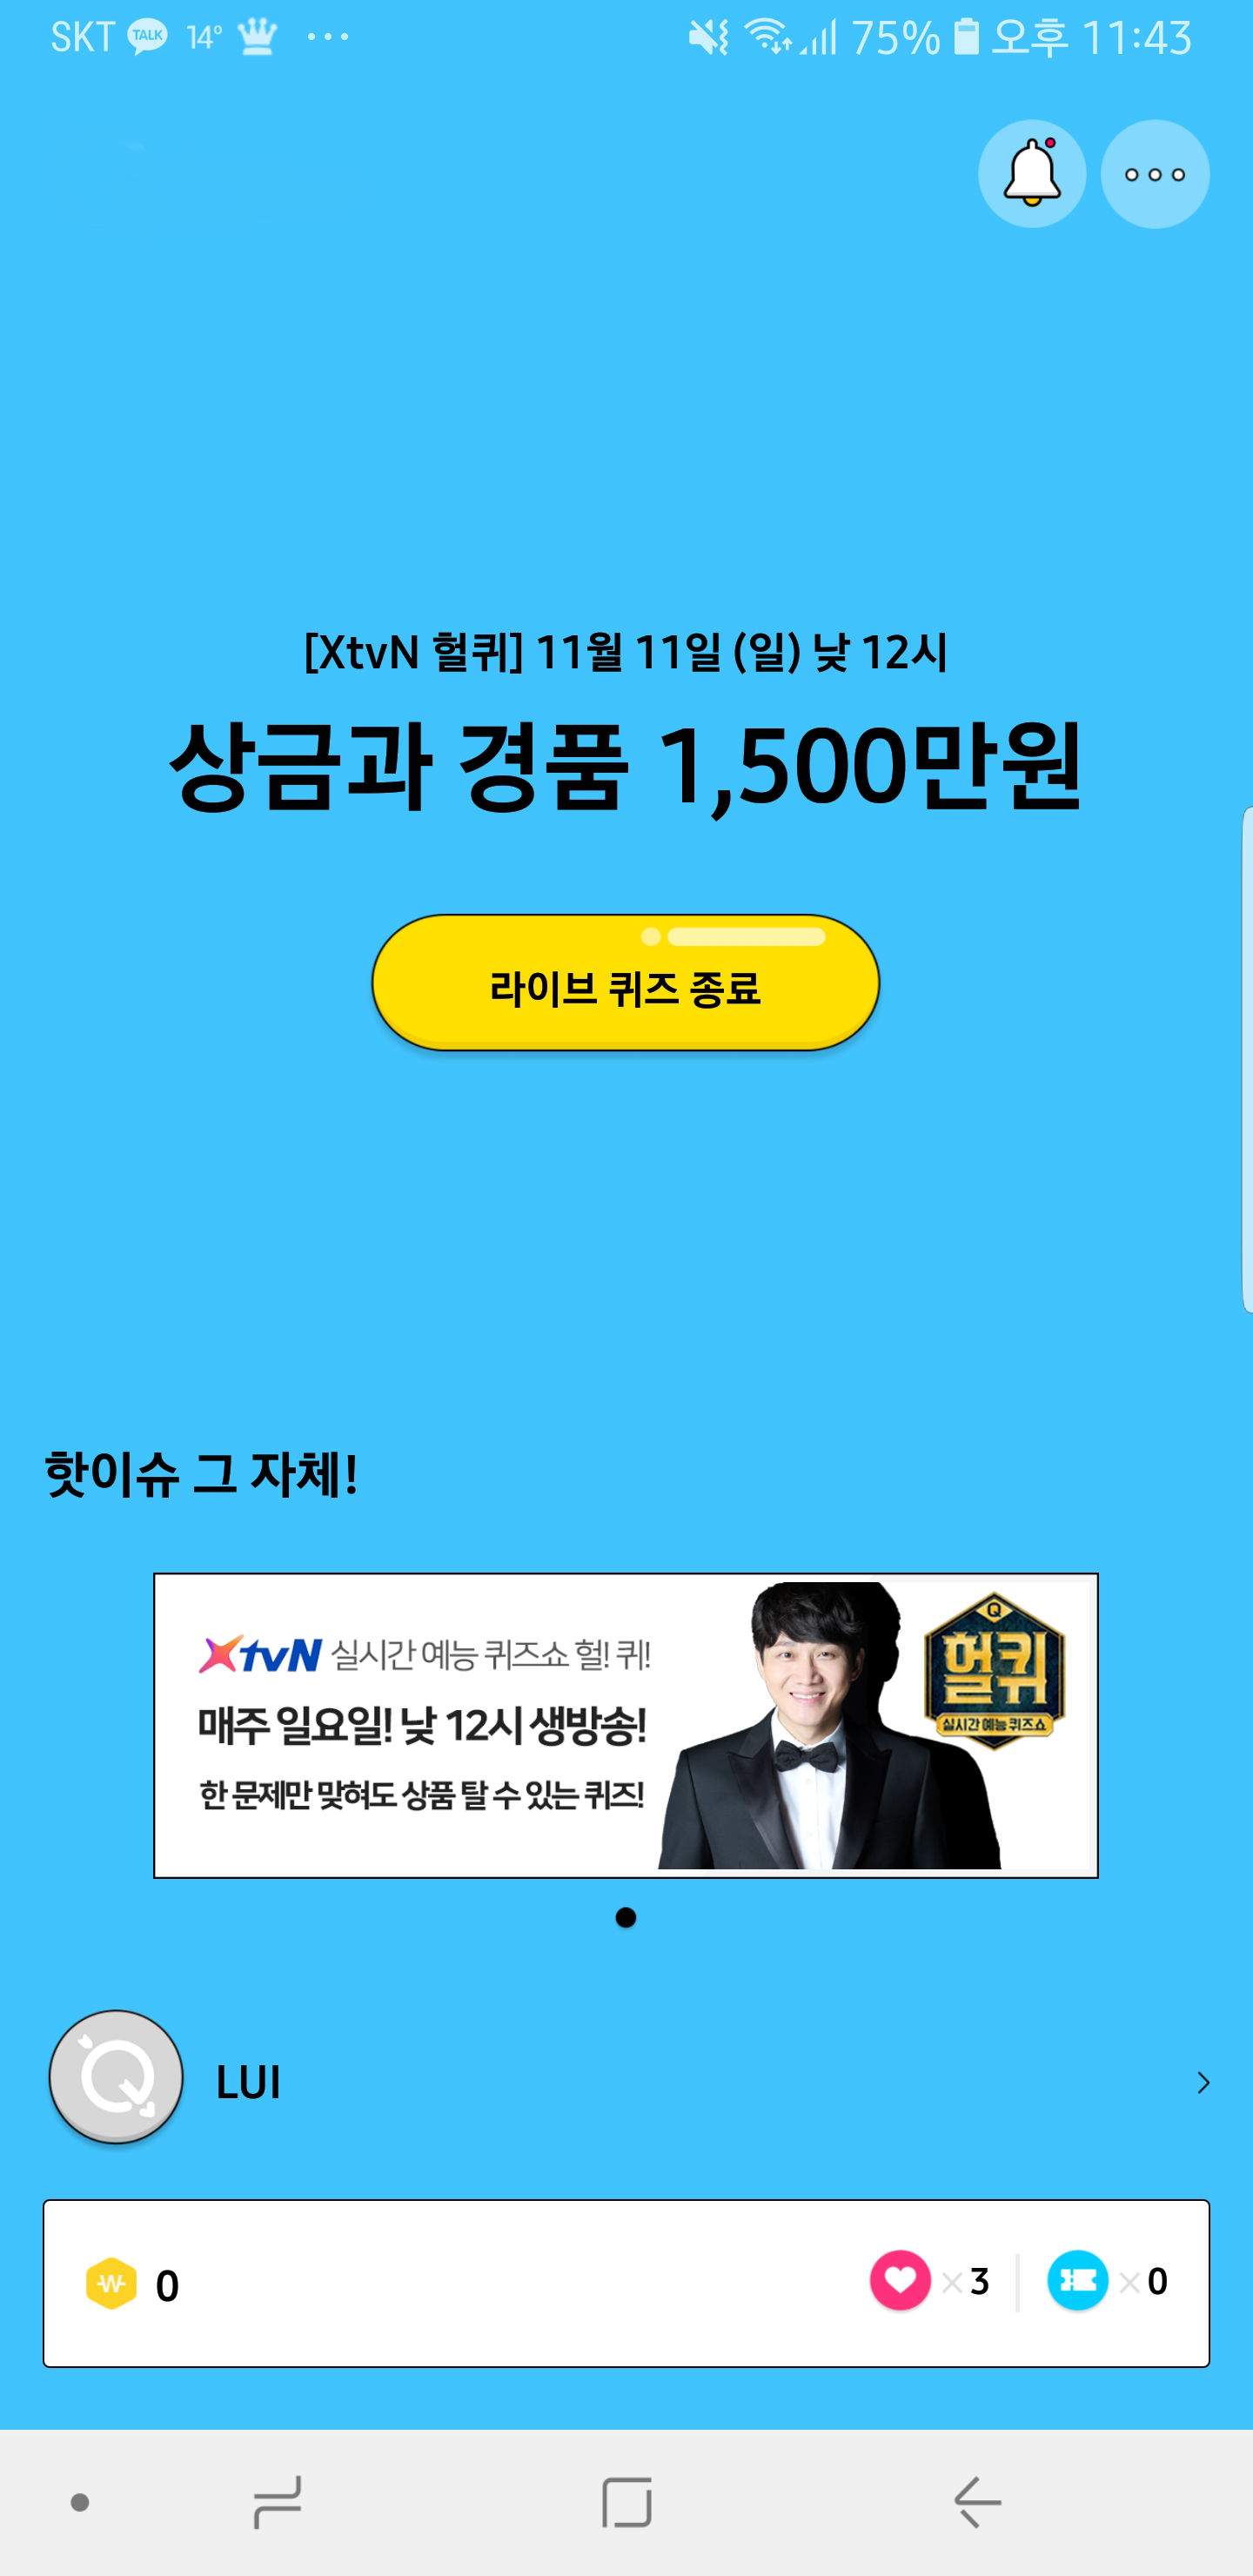 SKT TALK 14° 75% 오후 11:43
[XtvN 헐퀴] 11월 11일 (일) 낮 12시
상금과 경품 1,500만원
라이브 퀴즈 종료
핫이슈 그 자체!
XtvN 실시간 예능 퀴즈쇼 헐! 퀴!
매주 일요일! 낮 12시 생방송!
한 문제만 맞혀도 상품 탈 수 있는 퀴즈!
Q
헐퀴
실시간 예능 퀴즈쇼
Q LUI
W 0 ×3 ×0